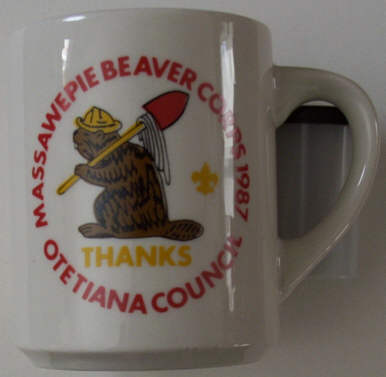 MASSAWEPIE BEAVER CORPS 1987
THANKS
OTETIANA COUNCIL